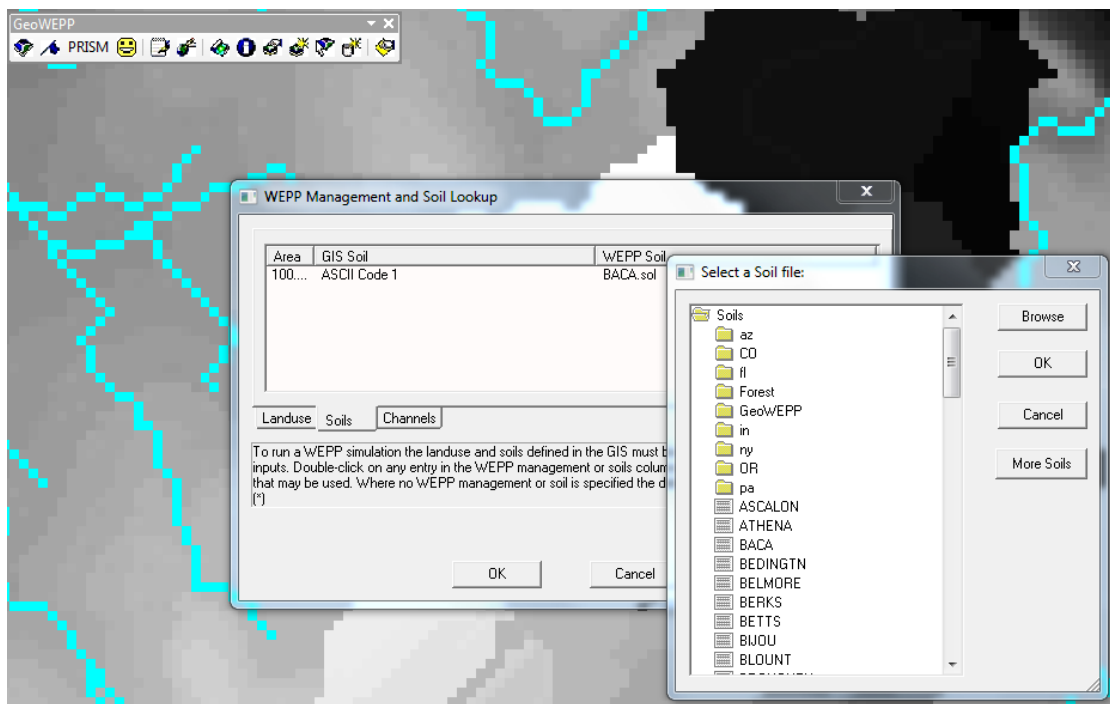 GeoWEPP
PRISM
WEPP Management and Soil Lookup
Area GIS Soil WEPP Soil
100.... ASCII Code 1 BACA.sol
Landuse Soils Channels
To run a WEPP simulation the landuse and soils defined in the GIS must
inputs. Double-click on any entry in the WEPP management or soils
that may be used. Where no WEPP management or soil is specified the
(*)
OK Cancel
Select a Soil file:
Soils
az
CO
fl
Forest
GeoWEPP
in
ny
OR
pa
ASCALON
ATHENA
BACA
BEDINGTN
BELMORE
BERKS
BETTS
BIJOU
BLOUNT
Browse
OK
Cancel
More Soils